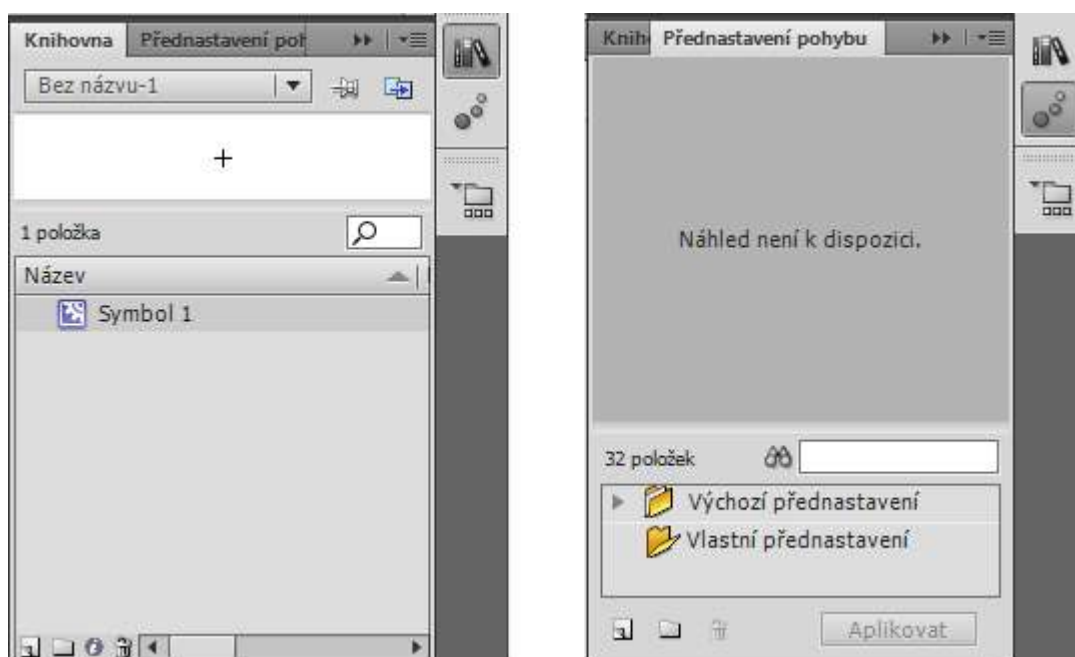 Knihovna Přednastavení poh
Bez názvu-1
1 položka
Název
Symbol 1
Knih Přednastavení pohybu
Náhled není k dispozici.
32 položek
Výchozí přednastavení
Vlastní přednastavení
Aplikovat